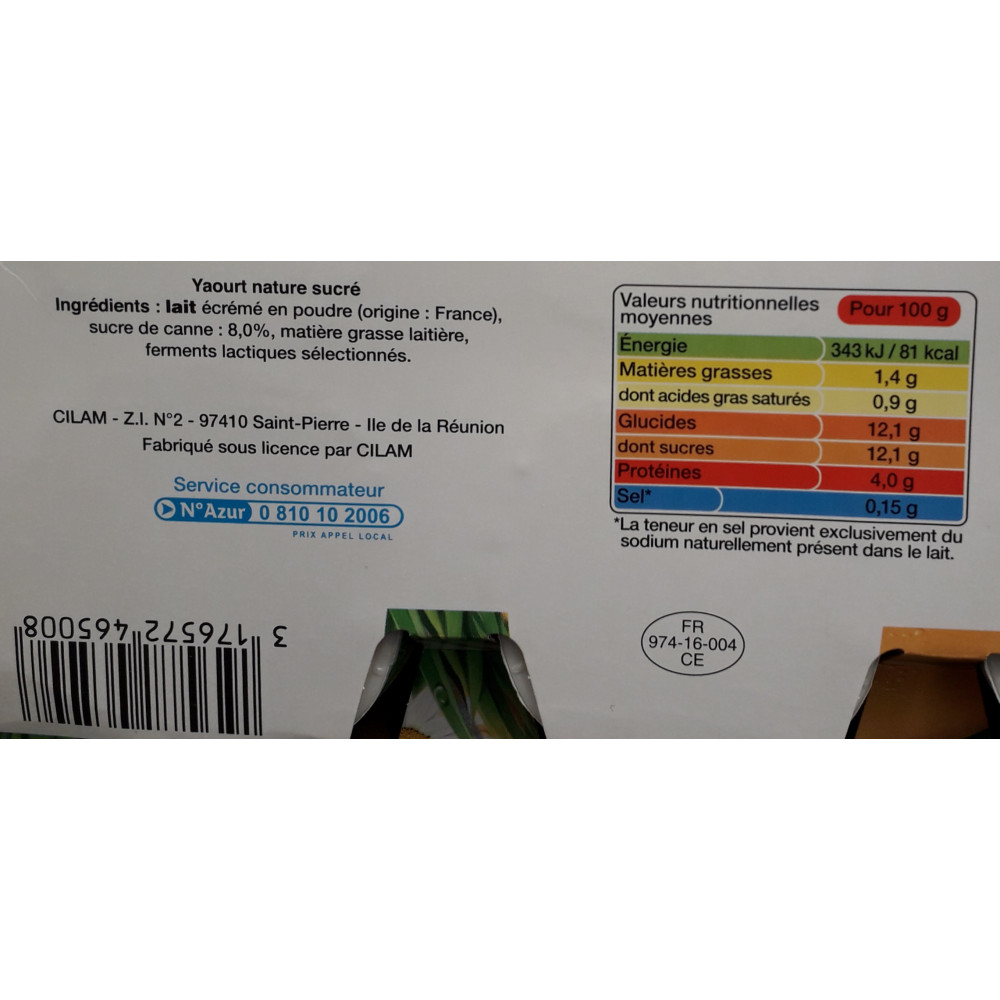 Yaourt nature sucré
Ingrédients : lait écrémé en poudre (origine : France),
sucre de canne : 8,0%, matière grasse laitière,
ferments lactiques sélectionnés.
CILAM - Z.I. N°2 - 97410 Saint-Pierre - Ile de la Réunion
Fabriqué sous licence par CILAM
Service consommateur
N°Azur 0 810 10 2006
PRIX APPEL LOCAL
3 176572 465008
Valeurs nutritionnelles moyennes Pour 100 g
Énergie 343 kJ / 81 kcal
Matières grasses 1,4 g
dont acides gras saturés 0,9 g
Glucides 12,1 g
dont sucres 12,1 g
Protéines 4,0 g
Sel* 0,15 g
*La teneur en sel provient exclusivement du
sodium naturellement présent dans le lait.
FR
974-16-004
CE